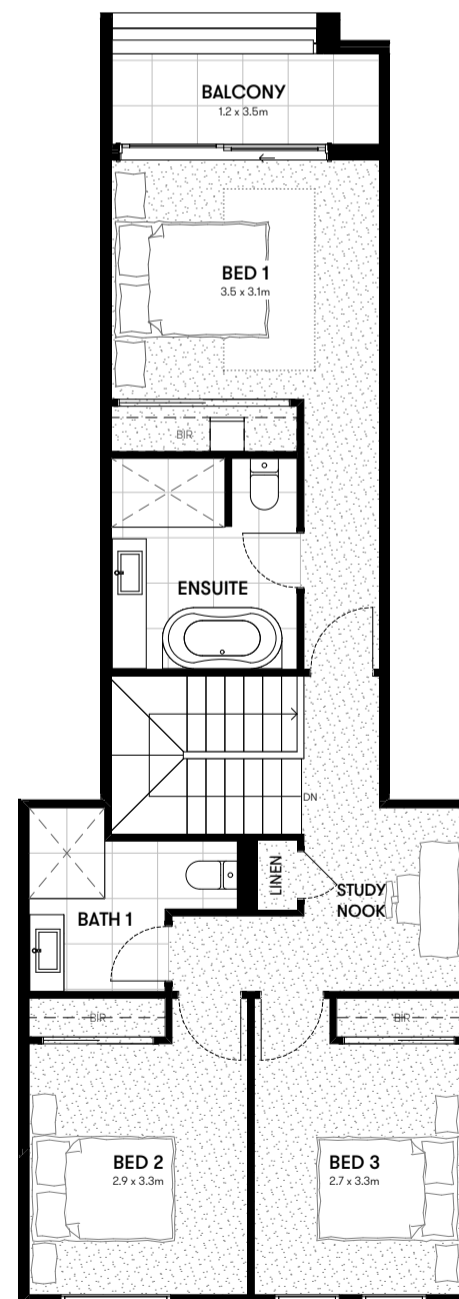 BALCONY
1.2 x 3.5m
BED 1
3.5 x 3.1m
BIR
ENSUITE
DN
LINEN
STUDY
NOOK
BATH 1
BIR
BIR
BED 2
2.9 x 3.3m
BED 3
2.7 x 3.3m